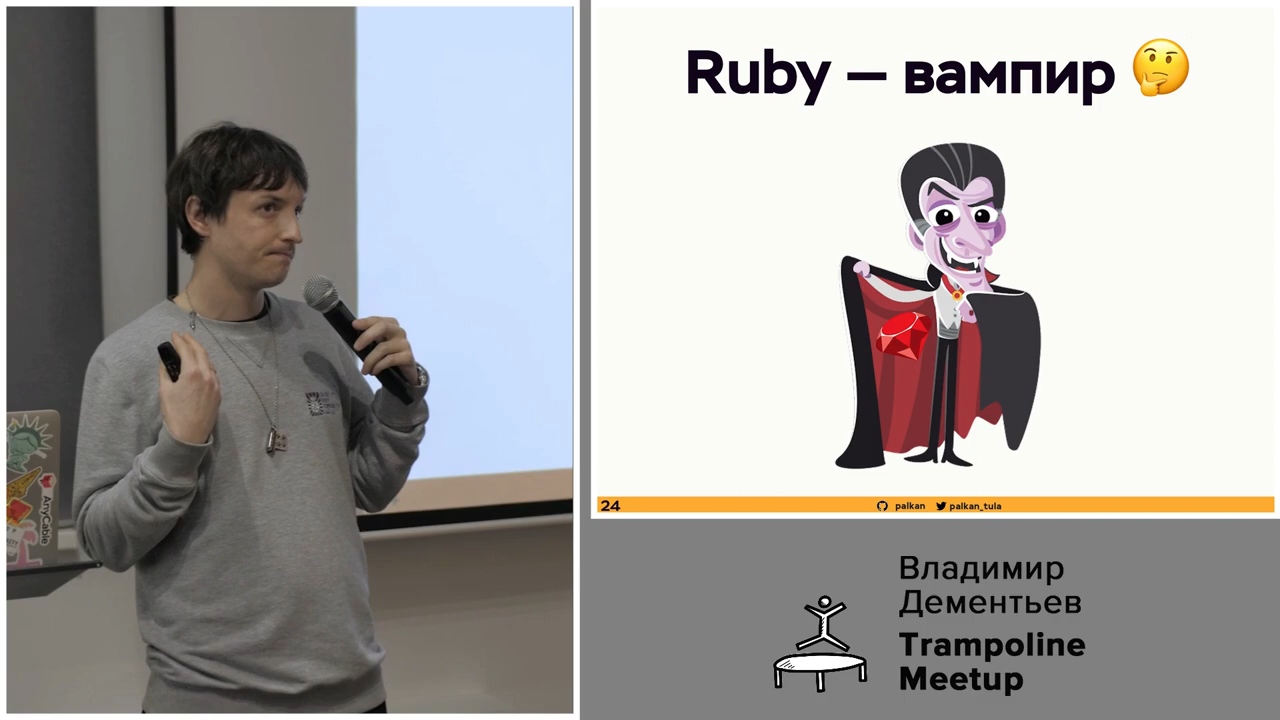 Ruby — вампир 🤔
24
palkan
palkan_tula
Владимир
Дементьев
Trampoline
Meetup
AnyCable